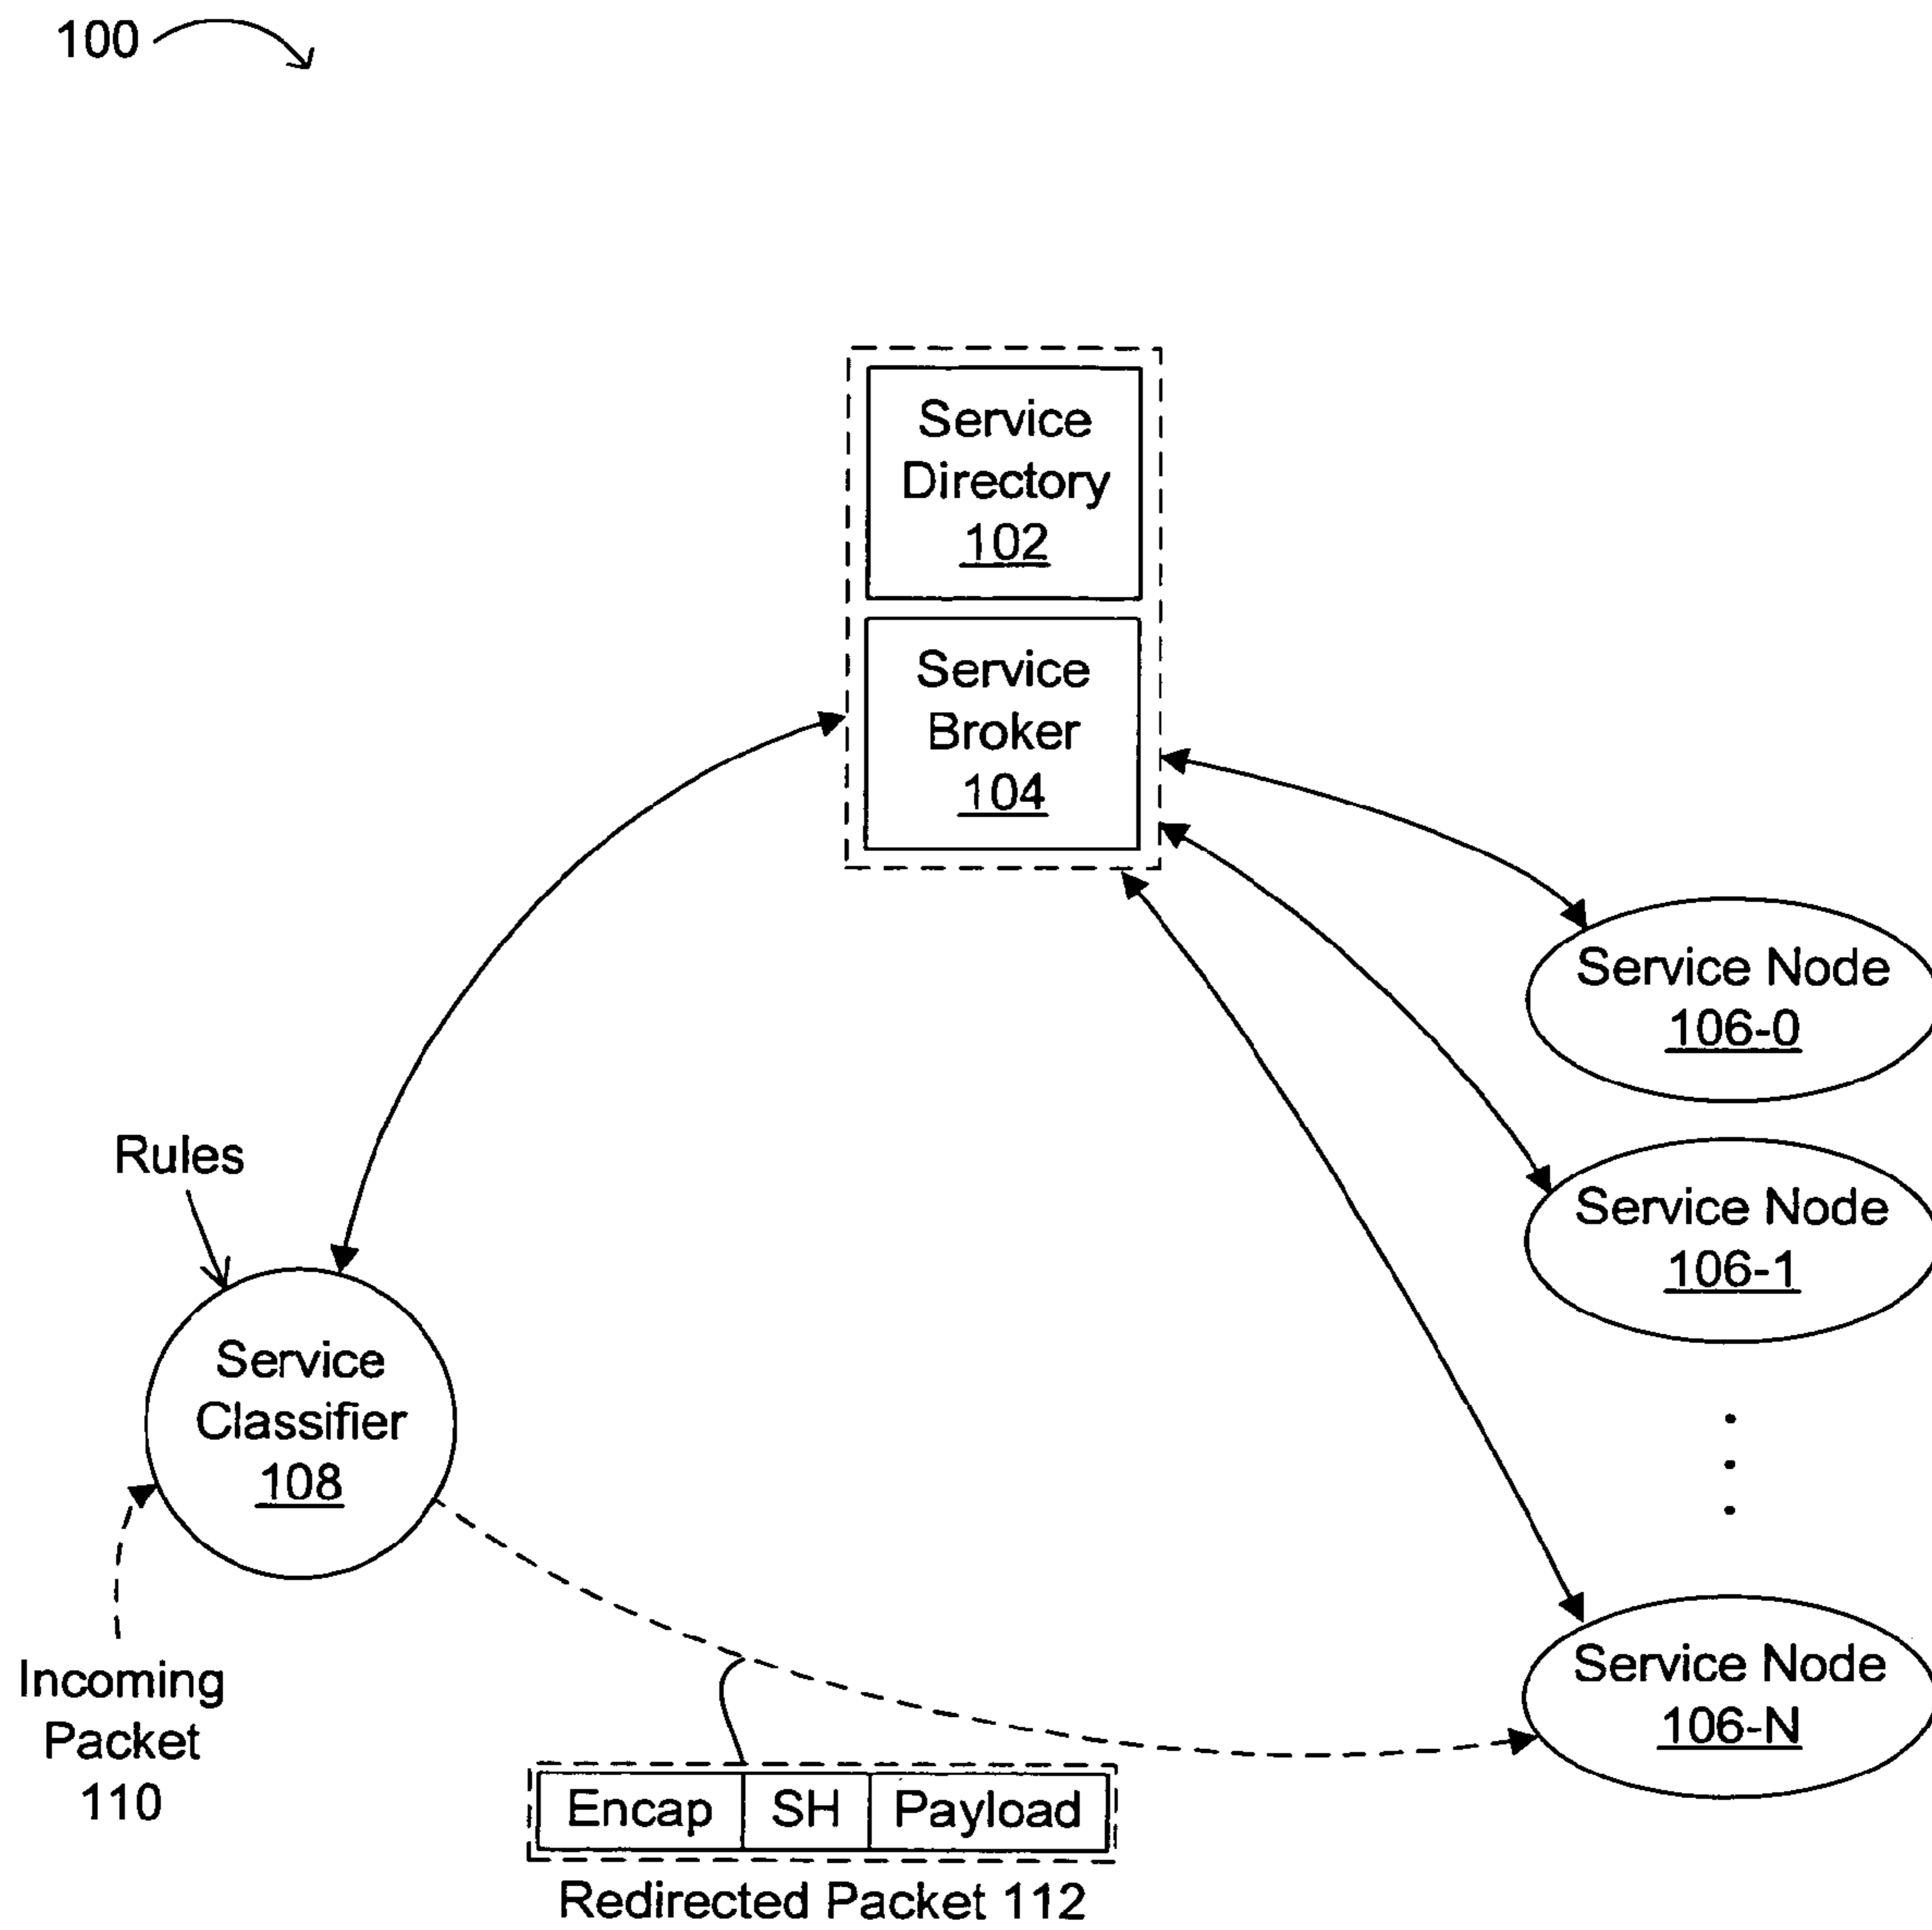 100
Service
Directory
102
Service
Broker
104
Service Node
106-0
Rules
Service Node
106-1
Service
Classifier
108
Incoming
Packet
110
Service Node
106-N
Encap SH Payload
Redirected Packet 112